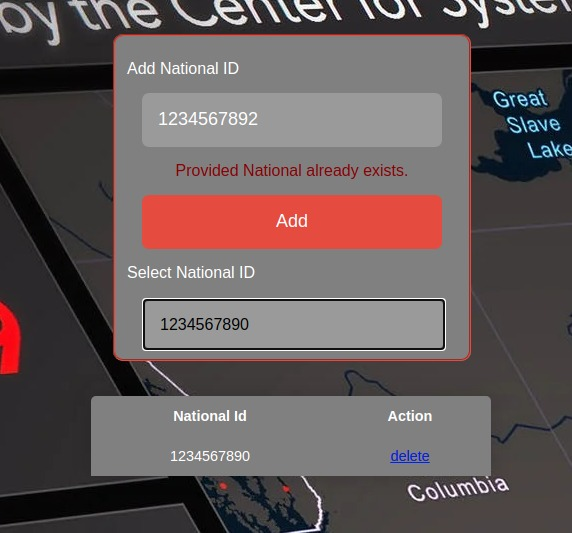 by the Center for System
Add National ID
1234567892
Provided National already exists.
Add
Select National ID
1234567890
Great
Slave
Lake
National Id Action
1234567890 delete
Columbia